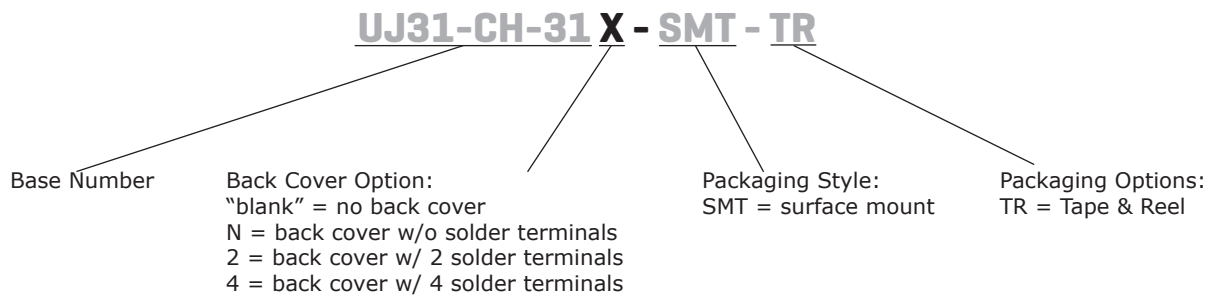 UJ31-CH-31 X - SMT - TR
Base Number
Back Cover Option:
“blank” = no back cover
N = back cover w/o solder terminals
2 = back cover w/ 2 solder terminals
4 = back cover w/ 4 solder terminals
Packaging Style:
SMT = surface mount
Packaging Options:
TR = Tape & Reel